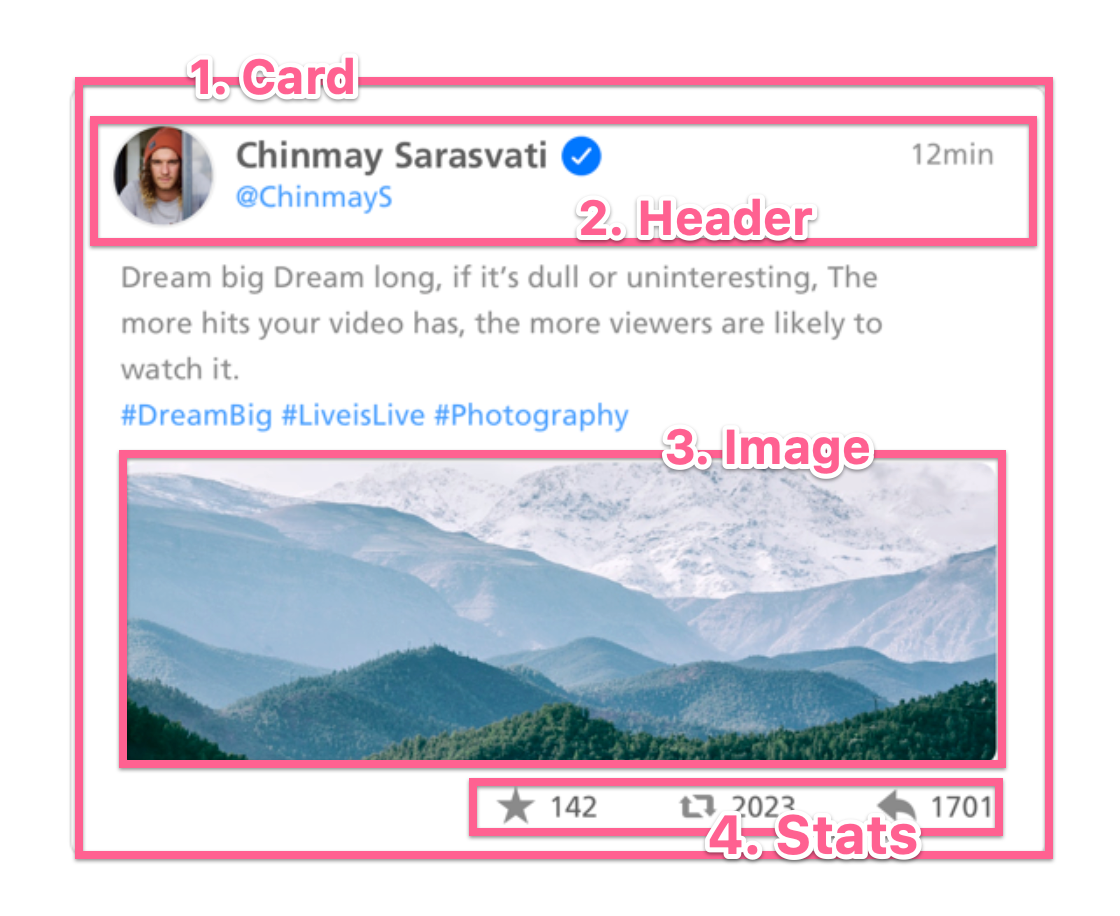 1. Card
Chinmay Sarasvati
12min
@ChinmayS
2. Header
Dream big Dream long, if it's dull or uninteresting, The
more hits your video has, the more viewers are likely to
watch it.
#DreamBig #LiveisLive #Photography
3. Image
142 2023 1701
4. Stats